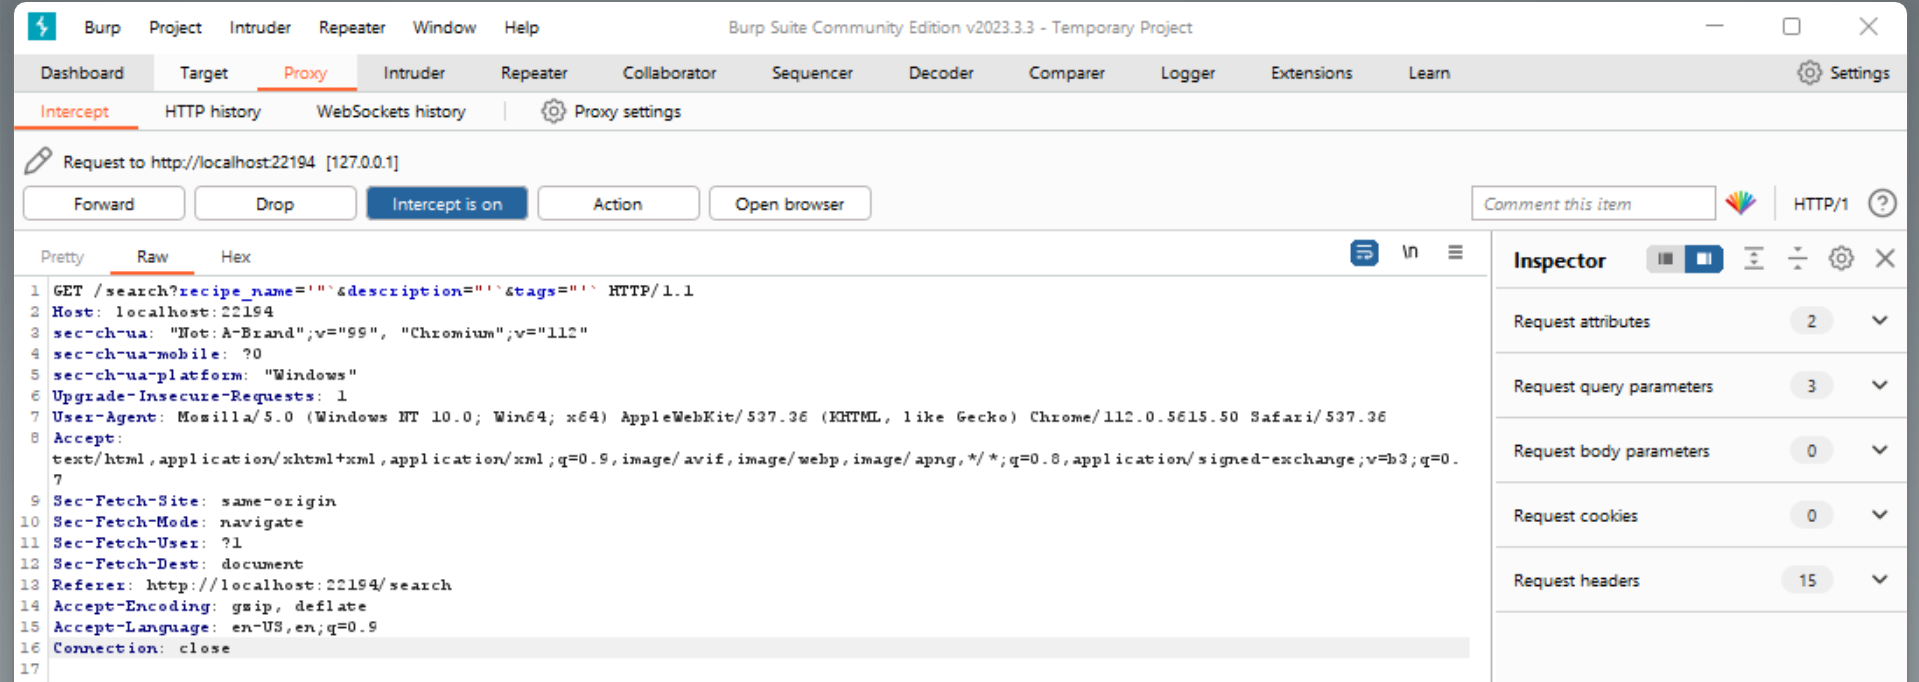 Burp Project Intruder Repeater Window Help Burp Suite Community Edition v2023.3.3 - Temporary Project
Dashboard Target Proxy Intruder Repeater Collaborator Sequencer Decoder Comparer Logger Extensions Learn Settings
Intercept HTTP history WebSockets history Proxy settings
Request to http://localhost:22194 [127.0.0.1]
Forward Drop Intercept is on Action Open browser Comment this item HTTP/1 ?
Pretty Raw Hex \n
Inspector
1 GET /search?recipe_name='"`&description="'`&tags="'` HTTP/1.1
2 Host: localhost:22194
3 sec-ch-ua: "Not:A-Brand";v="99", "Chromium";v="112"
4 sec-ch-ua-mobile: ?0
5 sec-ch-ua-platform: "Windows"
6 Upgrade-Insecure-Requests: 1
7 User-Agent: Mozilla/5.0 (Windows NT 10.0; Win64; x64) AppleWebKit/537.36 (KHTML, like Gecko) Chrome/112.0.5615.50 Safari/537.36
8 Accept:
text/html,application/xhtml+xml,application/xml;q=0.9,image/avif,image/webp,image/apng,*/*;q=0.8,application/signed-exchange;v=b3;q=0.
7
9 Sec-Fetch-Site: same-origin
10 Sec-Fetch-Mode: navigate
11 Sec-Fetch-User: ?1
12 Sec-Fetch-Dest: document
13 Referer: http://localhost:22194/search
14 Accept-Encoding: gzip, deflate
15 Accept-Language: en-US,en;q=0.9
16 Connection: close
17
Request attributes 2
Request query parameters 3
Request body parameters 0
Request cookies 0
Request headers 15